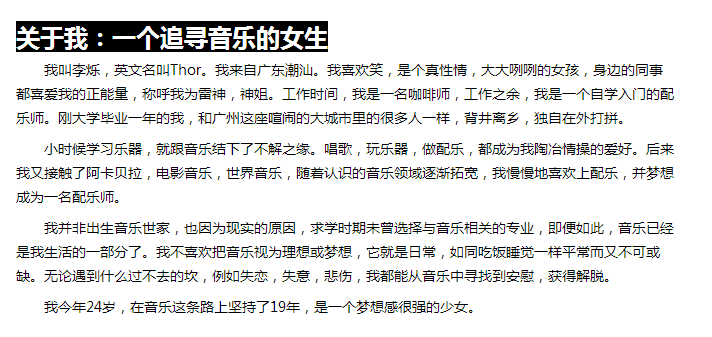 关于我：一个追寻音乐的女生
我叫李烁，英文名叫Thor。我来自广东潮汕。我喜欢笑，是个真性情，大大咧咧的女孩，身边的同事
都喜爱我的正能量，称呼我为雷神，神姐。工作时间，我是一名咖啡师，工作之余，我是一个自学入门的配
乐师。刚大学毕业一年的我，和广州这座喧闹的大城市里的很多人一样，背井离乡，独自在外打拼。
小时候学习乐器，就跟音乐结下了不解之缘。唱歌，玩乐器，做配乐，都成为我陶冶情操的爱好。后来
我又接触了阿卡贝拉，电影音乐，世界音乐，随着认识的音乐领域逐渐拓宽，我慢慢地喜欢上配乐，并梦想
成为一名配乐师。
我并非出生音乐世家，也因为现实的原因，求学时期未曾选择与音乐相关的专业，即便如此，音乐已经
是我生活的一部分了。我不喜欢把音乐视为理想或梦想，它就是日常，如同吃饭睡觉一样平常而又不可或
缺。无论遇到什么过不去的坎，例如失恋，失意，悲伤，我都能从音乐中寻找到安慰，获得解脱。
我今年24岁，在音乐这条路上坚持了19年，是一个梦想感很强的少女。